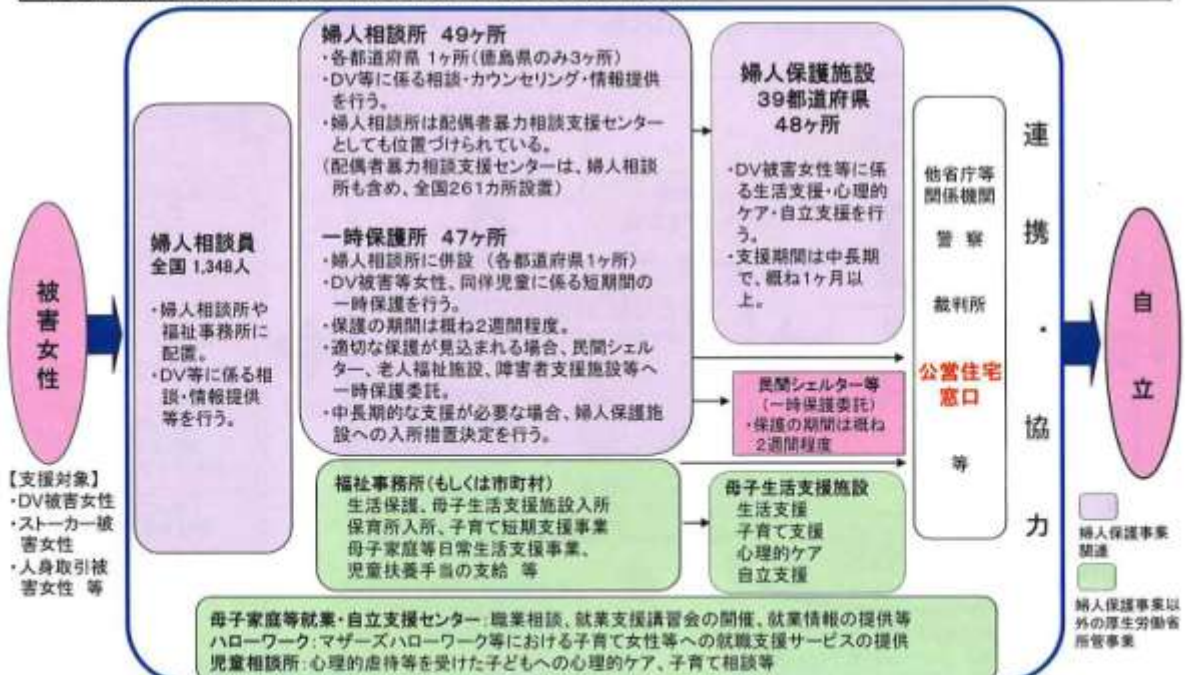 被害女性
【支援対象】
・DV被害女性
・ストーカー被
害女性
・人身取引被
害女性 等
婦人相談員
全国 1,348人
・婦人相談所や
福祉事務所に
配置。
・DV等に係る相
談・情報提供
等を行う。
婦人相談所 49ヶ所
・各都道府県 1ヶ所(徳島県のみ3ヶ所)
・DV等に係る相談・カウンセリング・情報提供
を行う。
・婦人相談所は配偶者暴力相談支援センター
としても位置づけられている。
(配偶者暴力相談支援センターは、婦人相談
所も含め、全国261カ所設置)
一時保護所 47ヶ所
・婦人相談所に併設 (各都道府県1ヶ所)
・DV被害等女性、同伴児童に係る短期間の
一時保護を行う。
・保護の期間は概ね2週間程度。
・適切な保護が見込まれる場合、民間シェル
ター、老人福祉施設、障害者支援施設等へ
一時保護委託。
・中長期的な支援が必要な場合、婦人保護施
設への入所措置決定を行う。
福祉事務所(もしくは市町村)
生活保護、母子生活支援施設入所
保育所入所、子育て短期支援事業
母子家庭等日常生活支援事業、
児童扶養手当の支給 等
婦人保護施設
39都道府県
48ヶ所
・DV被害女性等に係
る生活支援・心理的
ケア・自立支援を行
う。
・支援期間は中長期
で、概ね1ヶ月以
上。
民間シェルター等
(一時保護委託)
・保護の期間は概ね
2週間程度
母子生活支援施設
生活支援
子育て支援
心理的ケア
自立支援
他省庁等
関係機関
警 察
裁判所
公営住宅
窓口
等
連携・協力
自立
婦人保護事業
関連
婦人保護事業以
外の厚生労働省
所管事業
母子家庭等就業・自立支援センター:職業相談、就業支援講習会の開催、就業情報の提供等
ハローワーク:マザーズハローワーク等における子育て女性等への就職支援サービスの提供
児童相談所:心理的虐待等を受けた子どもへの心理的ケア、子育て相談等